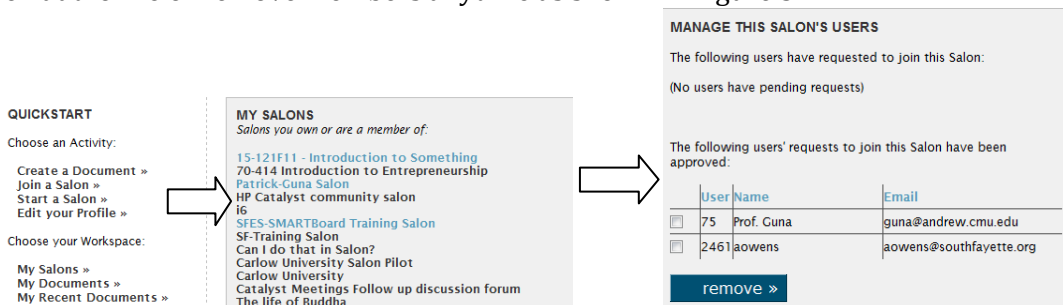 QUICKSTART
Choose an Activity:
Create a Document »
Join a Salon »
Start a Salon »
Edit your Profile »
Choose your Workspace:
My Salons »
My Documents »
My Recent Documents »
MY SALONS
Salons you own or are a member of:
15-121F11 - Introduction to Something
70-414 Introduction to Entrepreneurship
Patrick-Guna Salon
HP Catalyst community salon
i6
SFES-SMARTBoard Training Salon
SF-Training Salon
Can I do that in Salon?
Carlow University Salon Pilot
Carlow University
Catalyst Meetings Follow up discussion forum
The life of Buddha
MANAGE THIS SALON'S USERS
The following users have requested to join this Salon:
(No users have pending requests)
The following users' requests to join this Salon have been
approved:
User Name Email
75 Prof. Guna guna@andrew.cmu.edu
2461 aowens aowens@southfayette.org
remove »